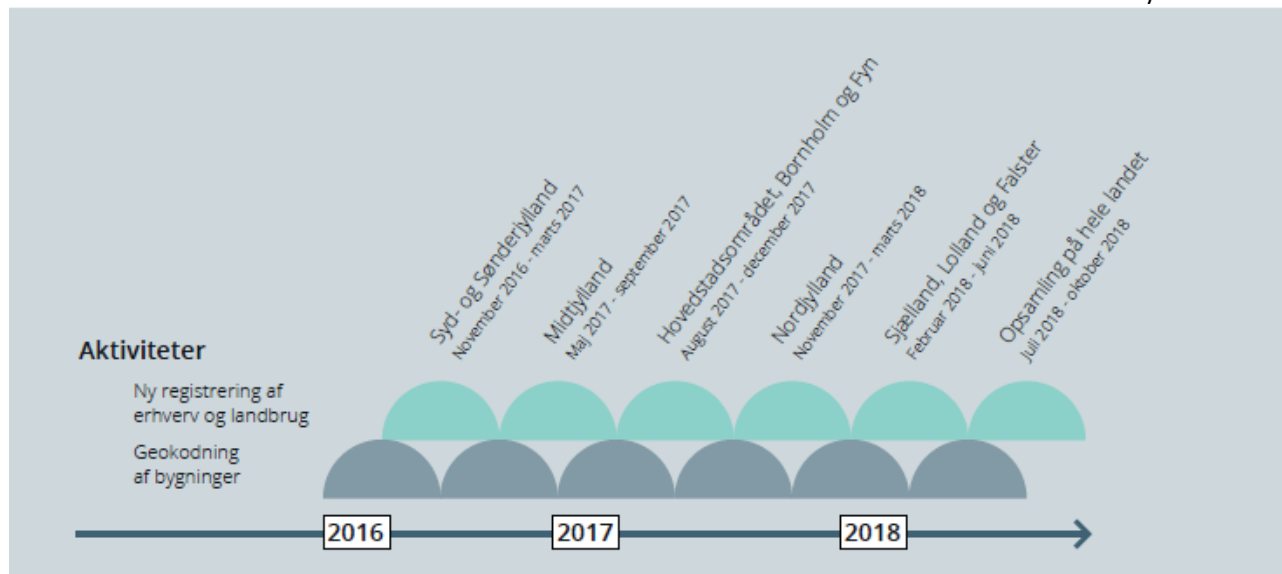 Syd- og Sønderjylland
November 2016 - marts 2017
Midtjylland
Maj 2017 - september 2017
Hovedstadsområdet, Bornholm og Fyn
August 2017 - december 2017
Nordjylland
November 2017 - marts 2018
Sjælland, Lolland og Falster
Februar 2018 - juni 2018
Opsamling på hele landet
Juli 2018 - oktober 2018
Aktiviteter
Ny registrering af
erhverv og landbrug
Geokodning
af bygninger
2016
2017
2018